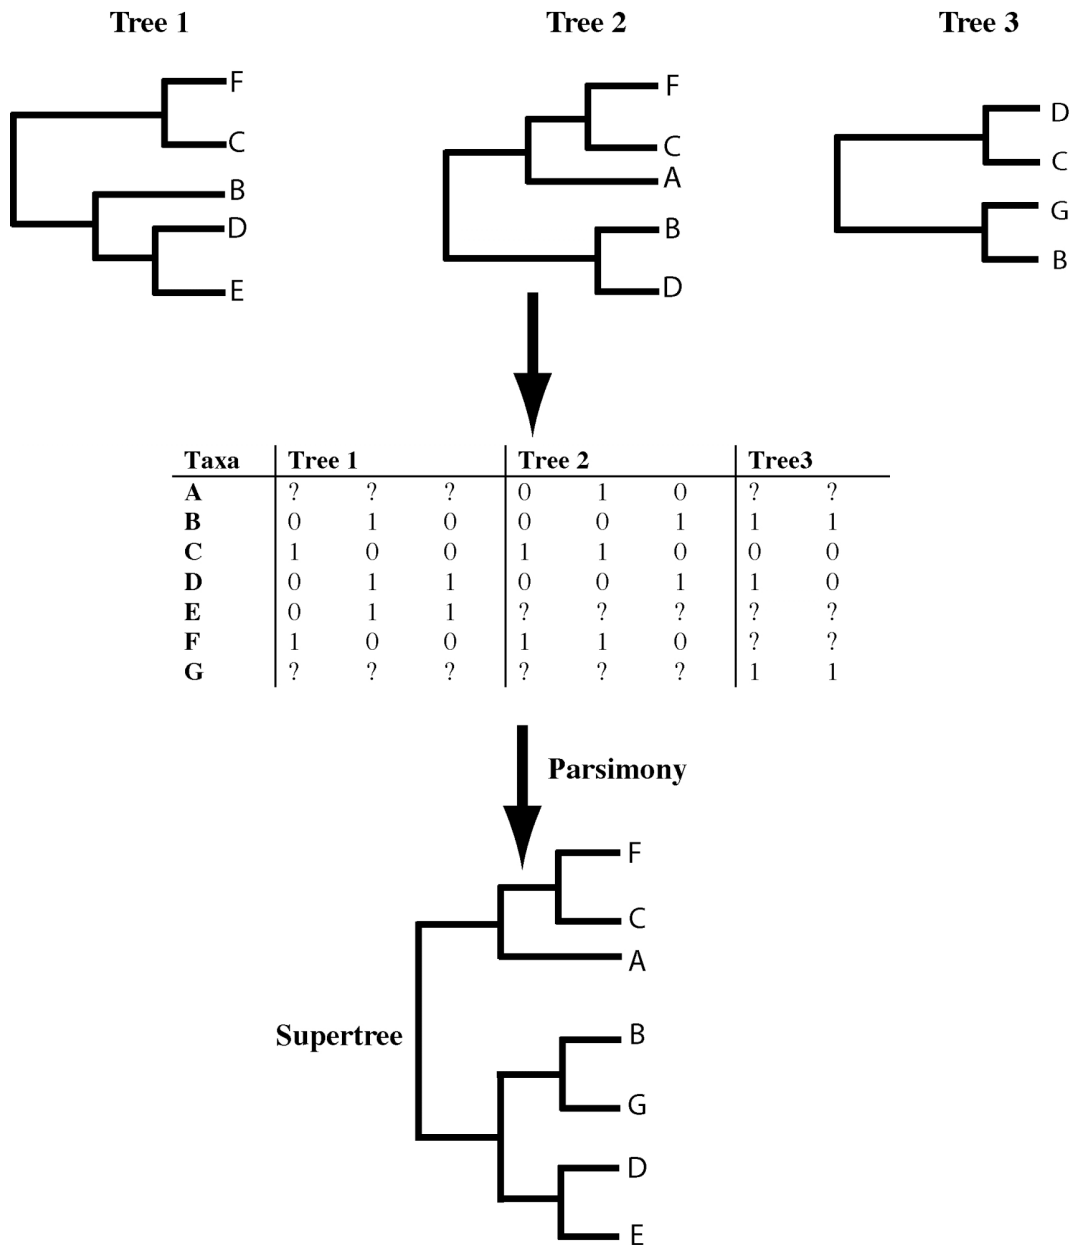 Tree 1 Tree 2 Tree 3
F
C
B
D
E
F
C
A
B
D
D
C
G
B
Taxa Tree 1 Tree 2 Tree3
A ? ? ? 0 1 0 ? ?
B 0 1 0 0 0 1 1 1
C 1 0 0 1 1 0 0 0
D 0 1 1 0 0 1 1 0
E 0 1 1 ? ? ? ? ?
F 1 0 0 1 1 0 ? ?
G ? ? ? ? ? ? 1 1
Parsimony
F
C
A
Supertree
B
G
D
E